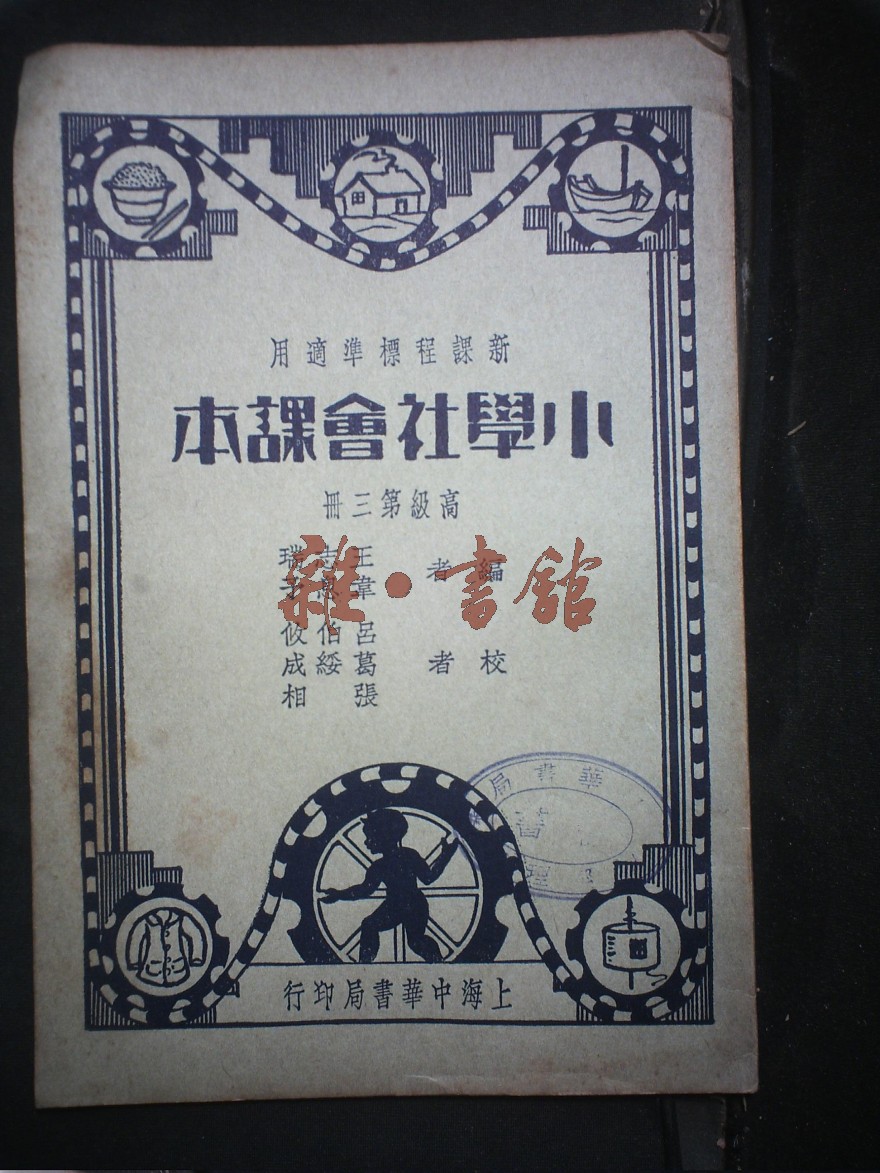 新課程標準適用
小學社會課本
高級第三冊
編者
王志瑞
韋
校者
呂伯攸
葛綏成
張相
雜·書館
華書局
上海中華書局印行